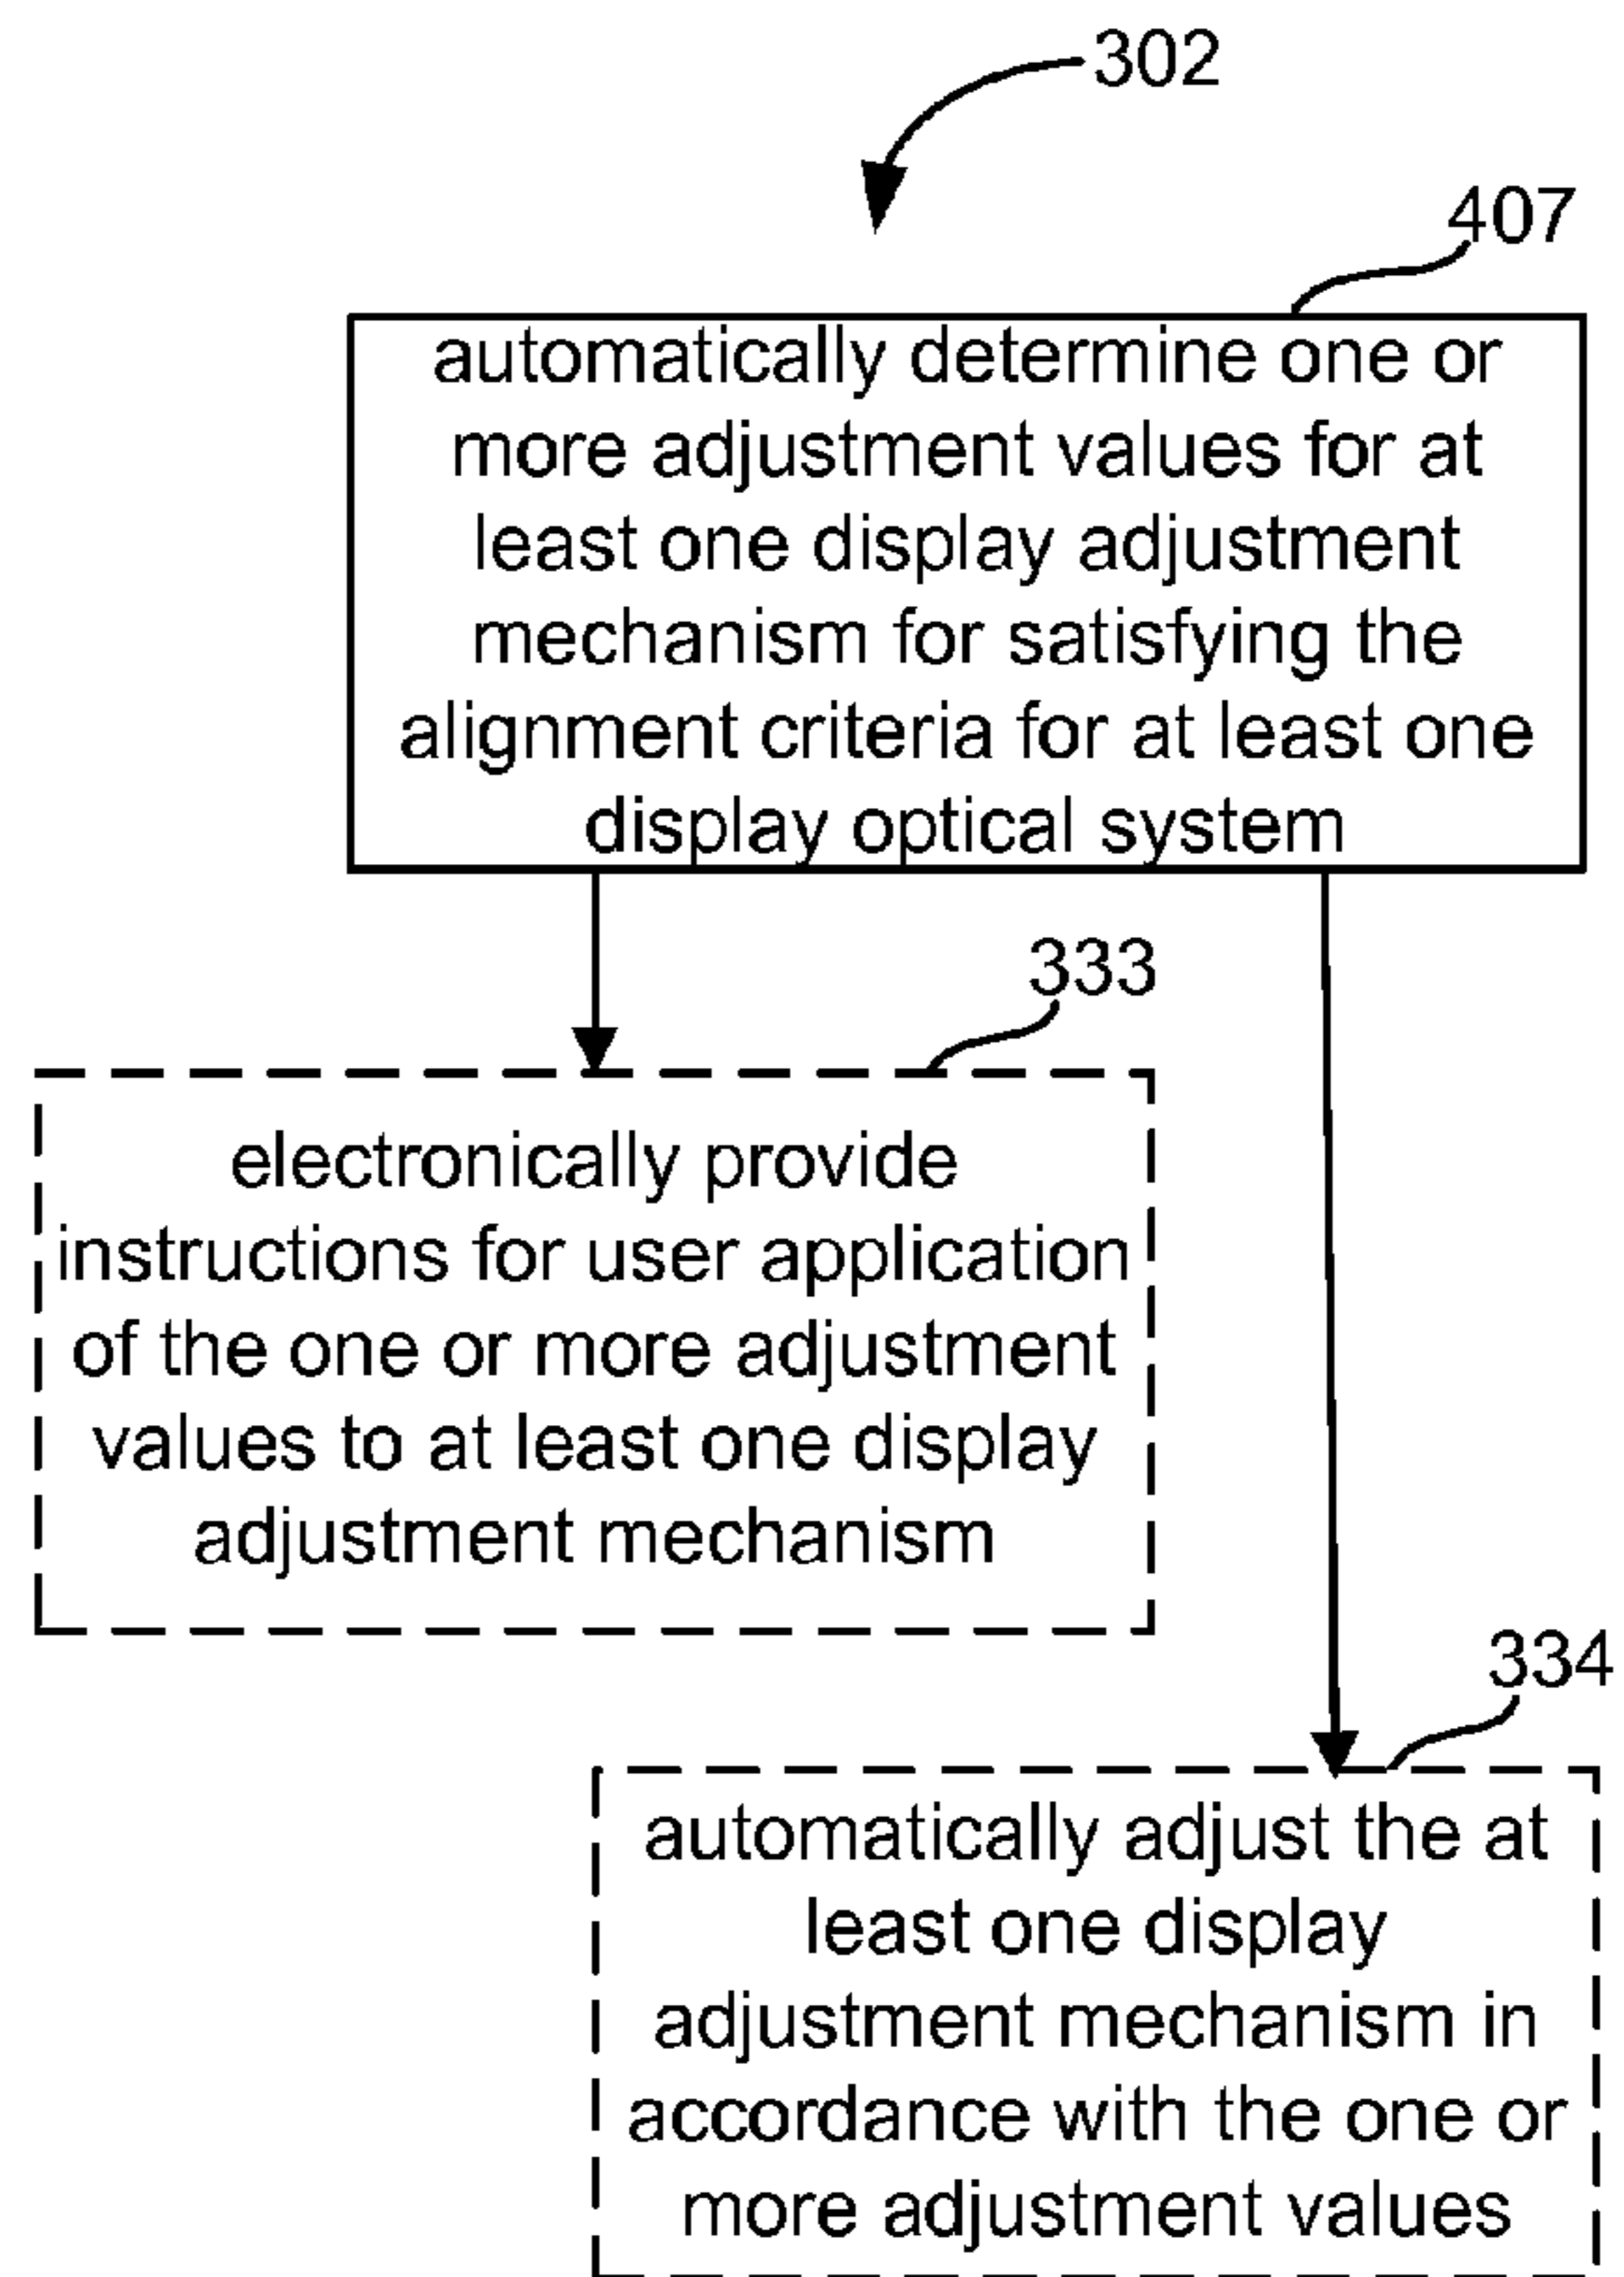 302
407
automatically determine one or
more adjustment values for at
least one display adjustment
mechanism for satisfying the
alignment criteria for at least one
display optical system
333
electronically provide
instructions for user application
of the one or more adjustment
values to at least one display
adjustment mechanism
334
automatically adjust the at
least one display
adjustment mechanism in
accordance with the one or
more adjustment values